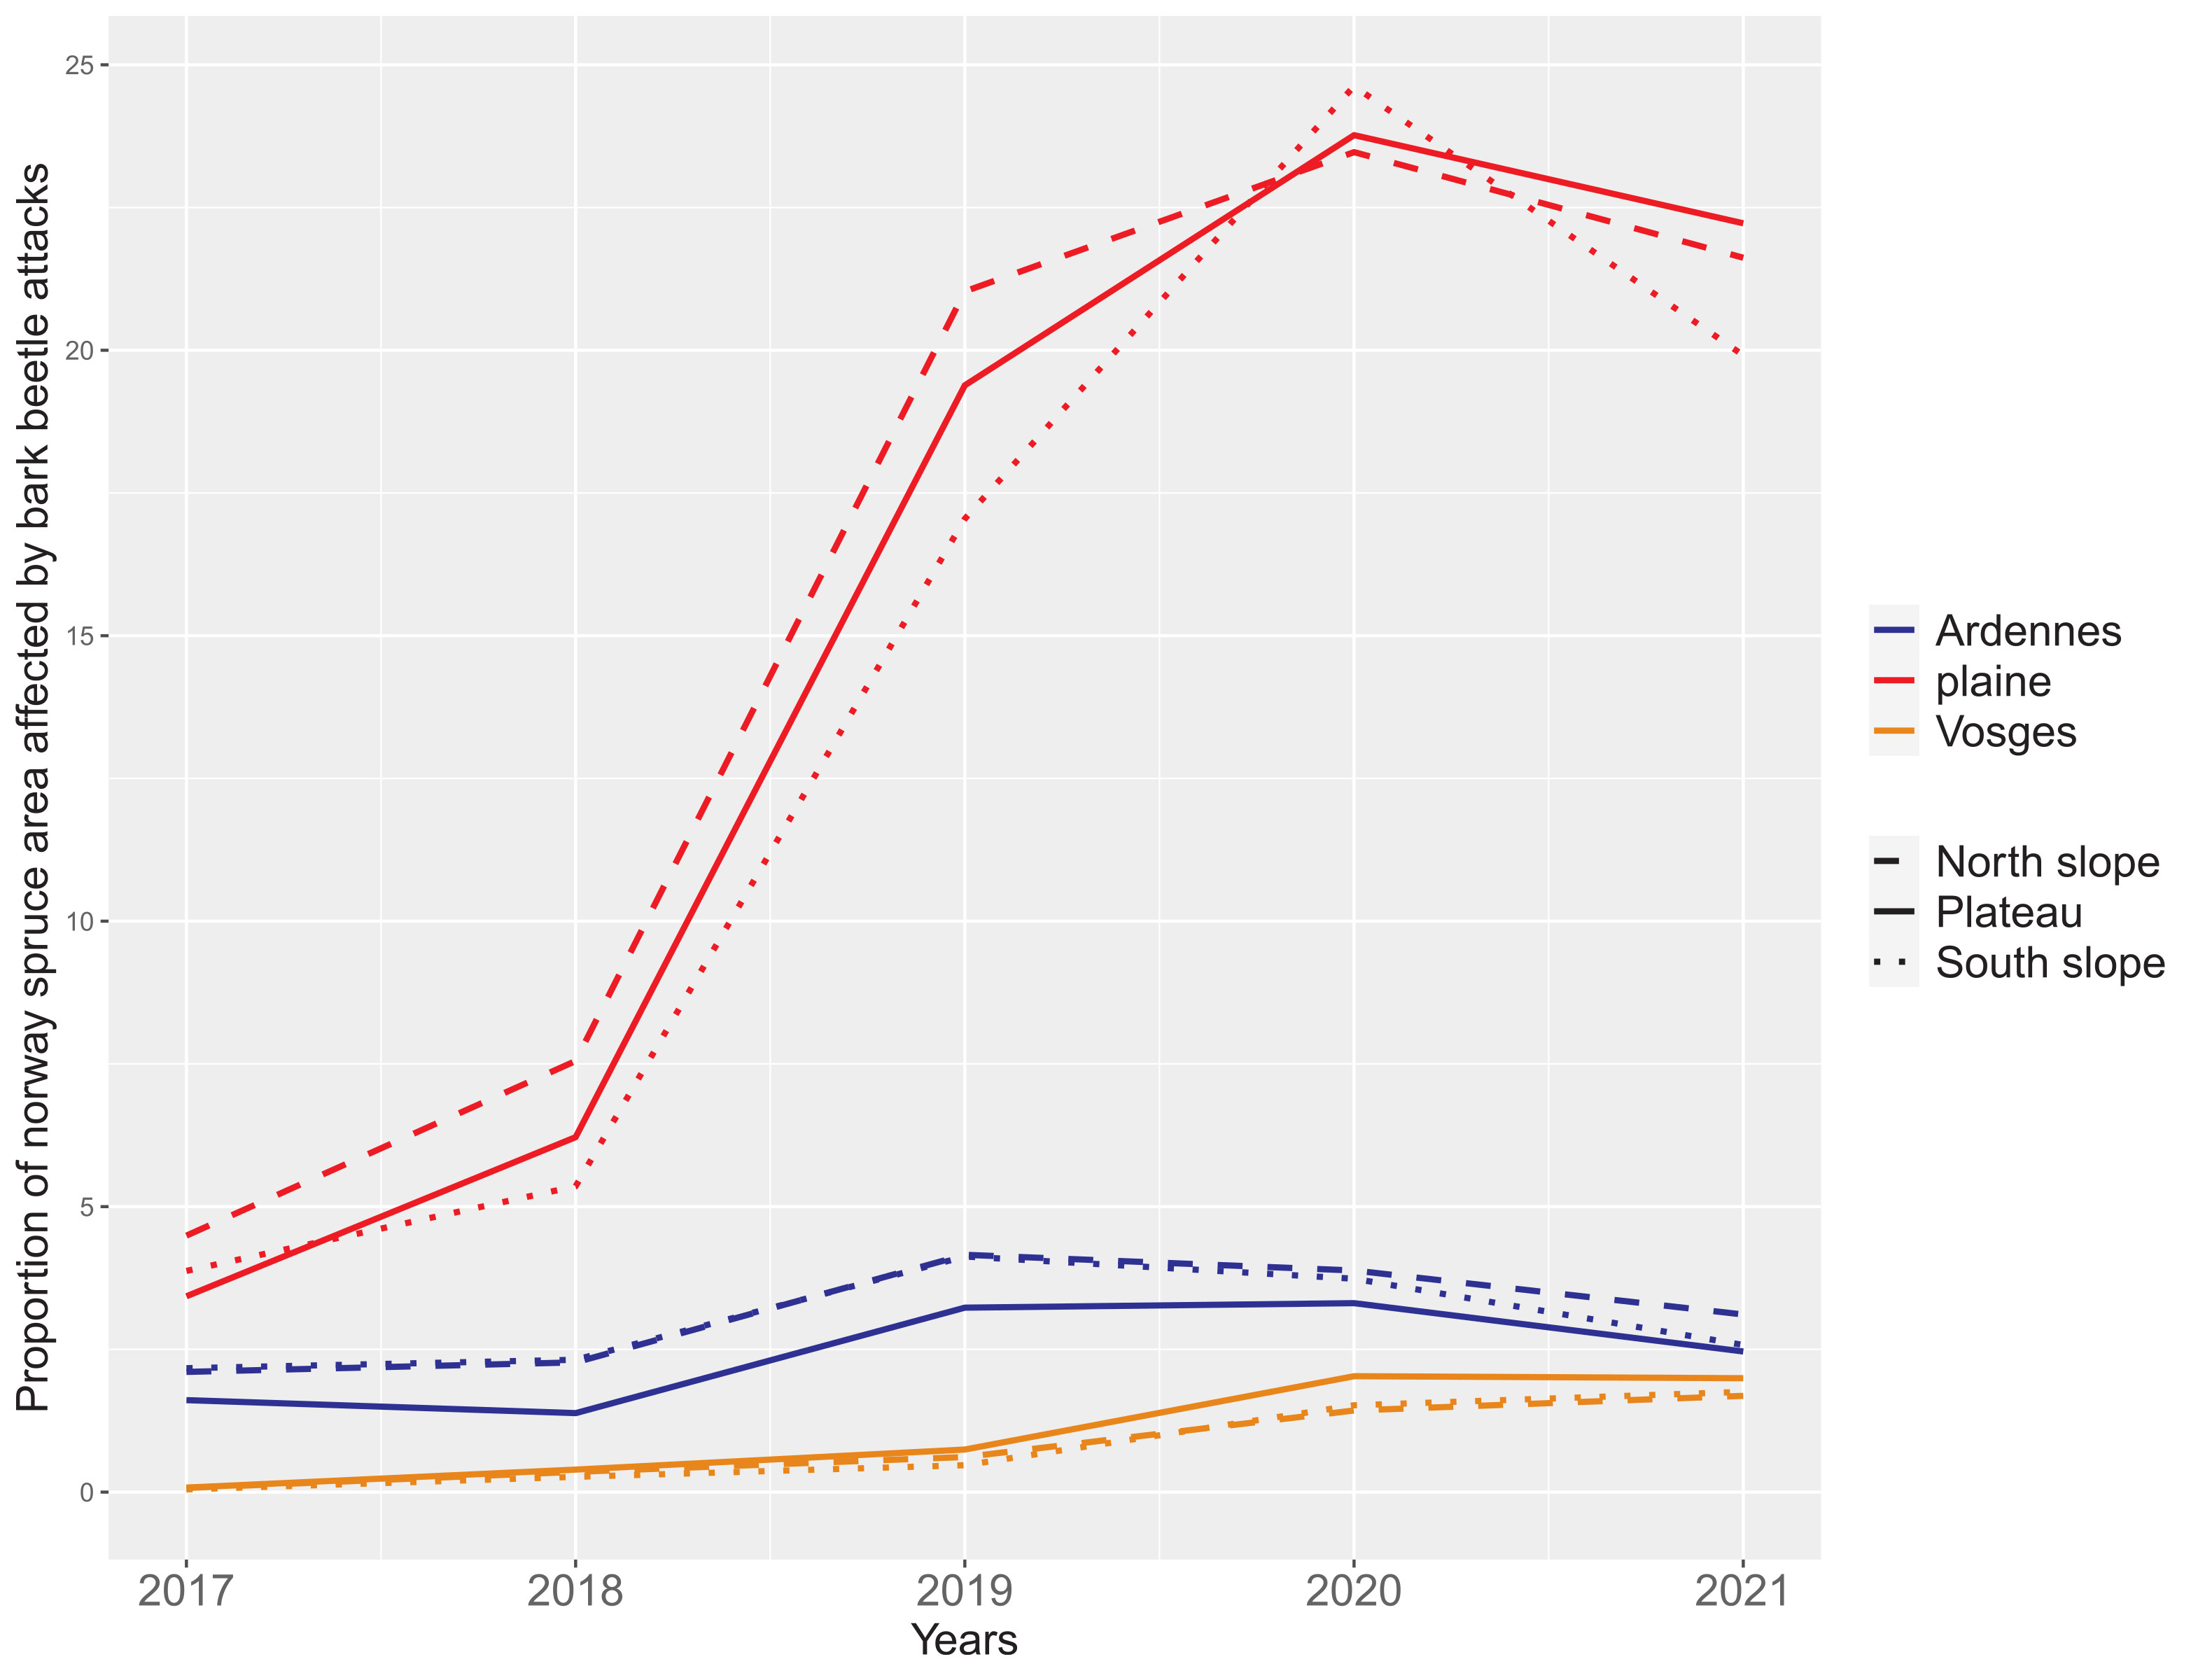 Proportion of norway spruce area affected by bark beetle attacks
25
20
15
10
5
0
2017 2018 2019 2020 2021
Years
Ardennes
plaine
Vosges
North slope
Plateau
South slope